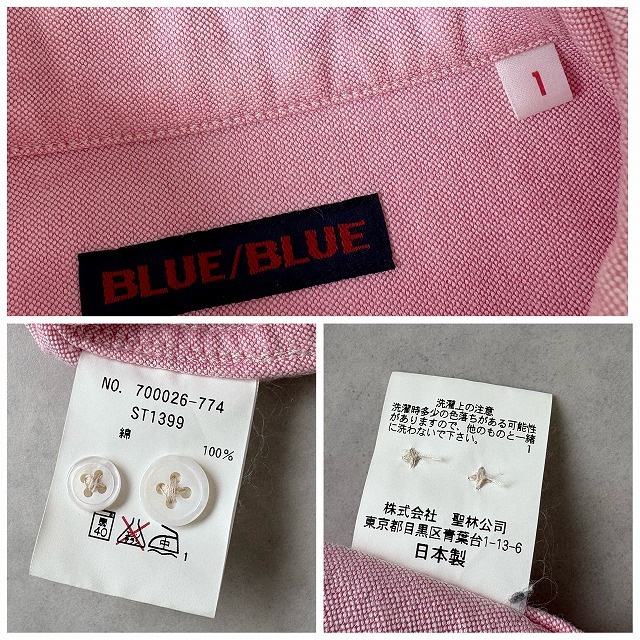 1
BLUE/BLUE
NO. 700026-774
ST1399
綿
100%
40
中
1
洗濯上の注意
洗濯時多少の色落ちがある可能性
がありますので、他のものと一緒
に洗わないで下さい。
1
株式会社 聖林公司
東京都目黒区青葉台1-13-6
日本製